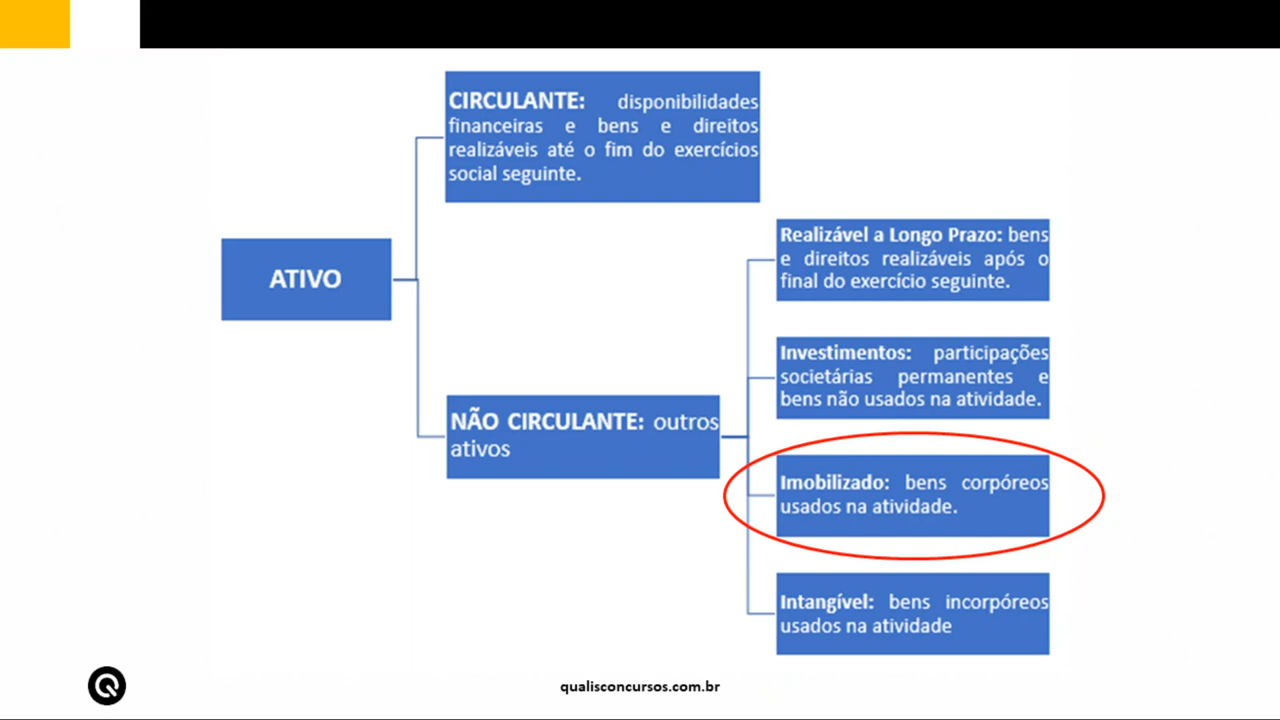 CIRCULANTE: disponibilidades
financeiras e bens e direitos
realizáveis até o fim do exercícios
social seguinte.
ATIVO
NÃO CIRCULANTE: outros
ativos
Realizável a Longo Prazo: bens
e direitos realizáveis após o
final do exercício seguinte.
Investimentos: participações
societárias permanentes e
bens não usados na atividade.
Imobilizado: bens corpóreos
usados na atividade.
Intangível: bens incorpóreos
usados na atividade
qualisconcursos.com.br